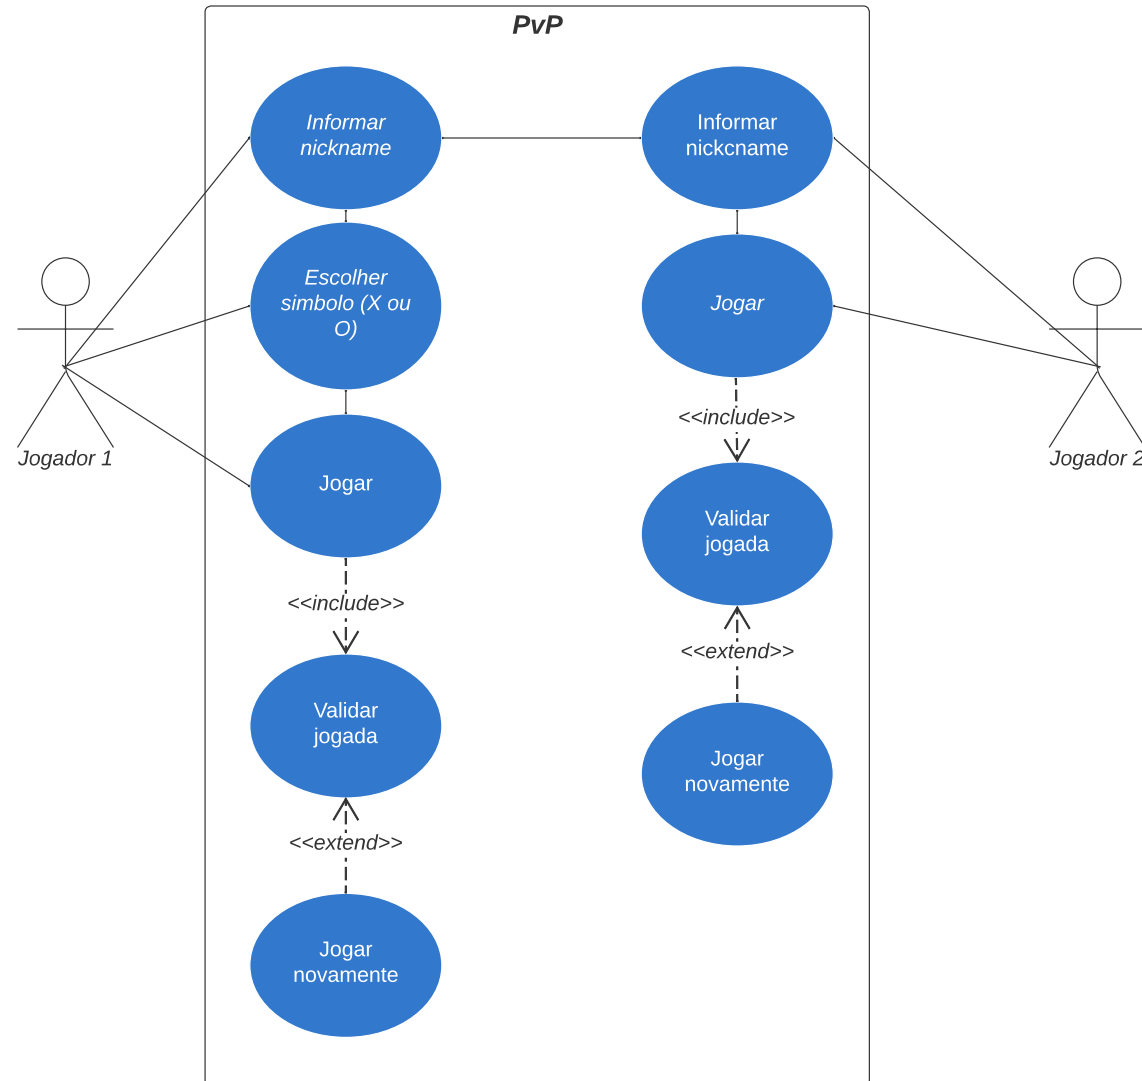 PvP
Informar
nickname
Informar
nickcname
Escolher
simbolo (X ou
O)
Jogar
<<include>>
Jogador 1
Jogador 2
Jogar
Validar
jogada
<<include>>
<<extend>>
Validar
jogada
Jogar
novamente
<<extend>>
Jogar
novamente